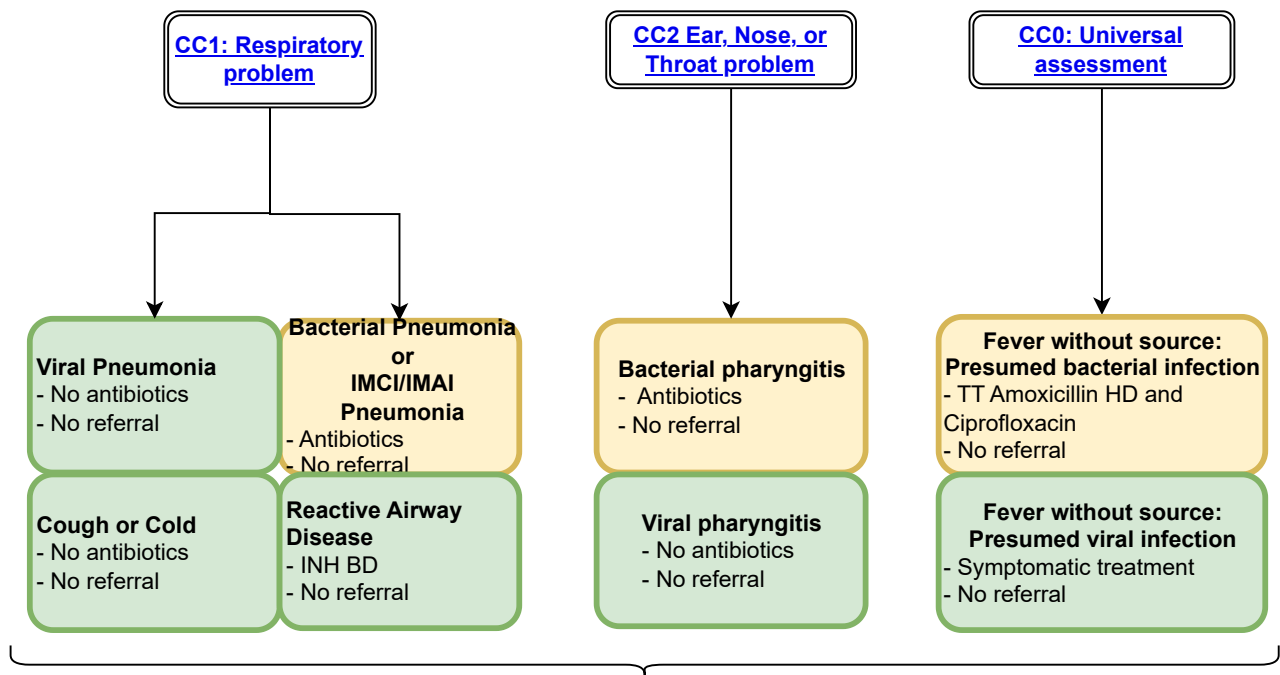 CC1: Respiratory
problem
CC2 Ear, Nose, or
Throat problem
CC0: Universal
assessment
Viral Pneumonia
- No antibiotics
- No referral
Bacterial Pneumonia
or
IMCI/IMAI
Pneumonia
- Antibiotics
- No referral
Bacterial pharyngitis
-  Antibiotics
- No referral
Fever without source:
Presumed bacterial infection
- TT Amoxicillin HD and
Ciprofloxacin
- No referral
Cough or Cold
- No antibiotics
- No referral
Reactive Airway
Disease
- INH BD
- No referral
Viral pharyngitis
- No antibiotics
- No referral
Fever without source:
Presumed viral infection
- Symptomatic treatment
- No referral